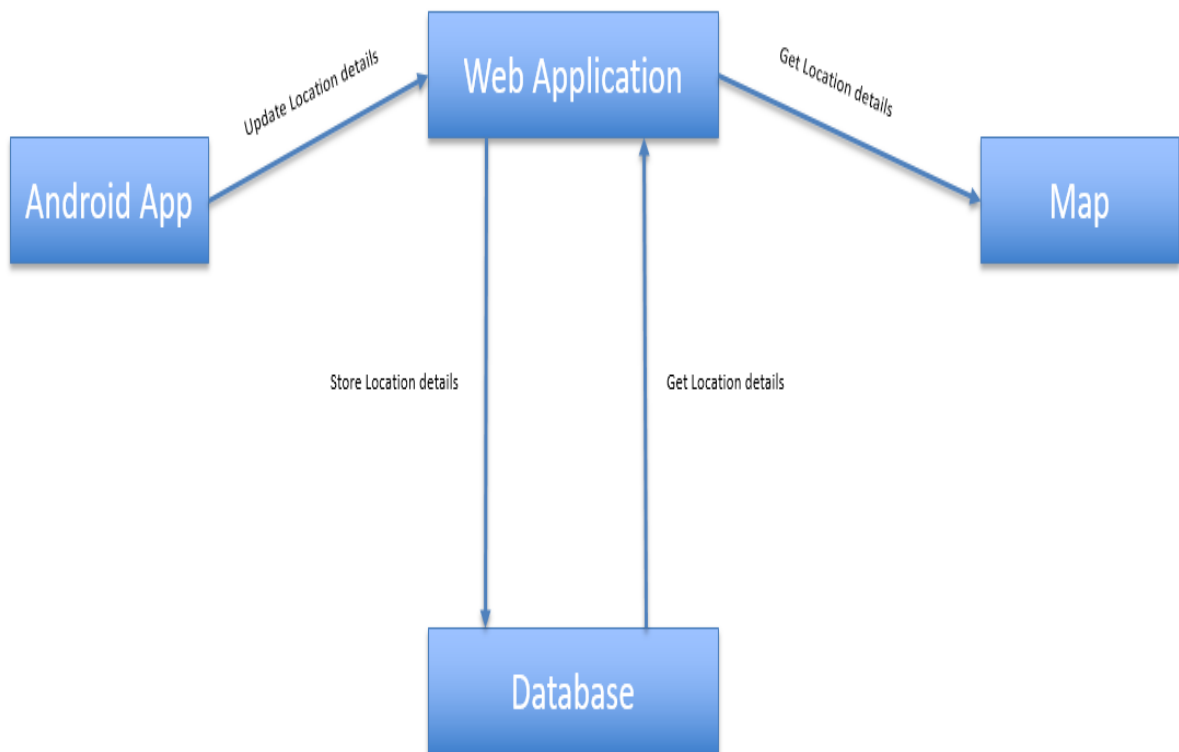 Web Application
Update Location details
Get Location details
Android App
Map
Store Location details
Get Location details
Database